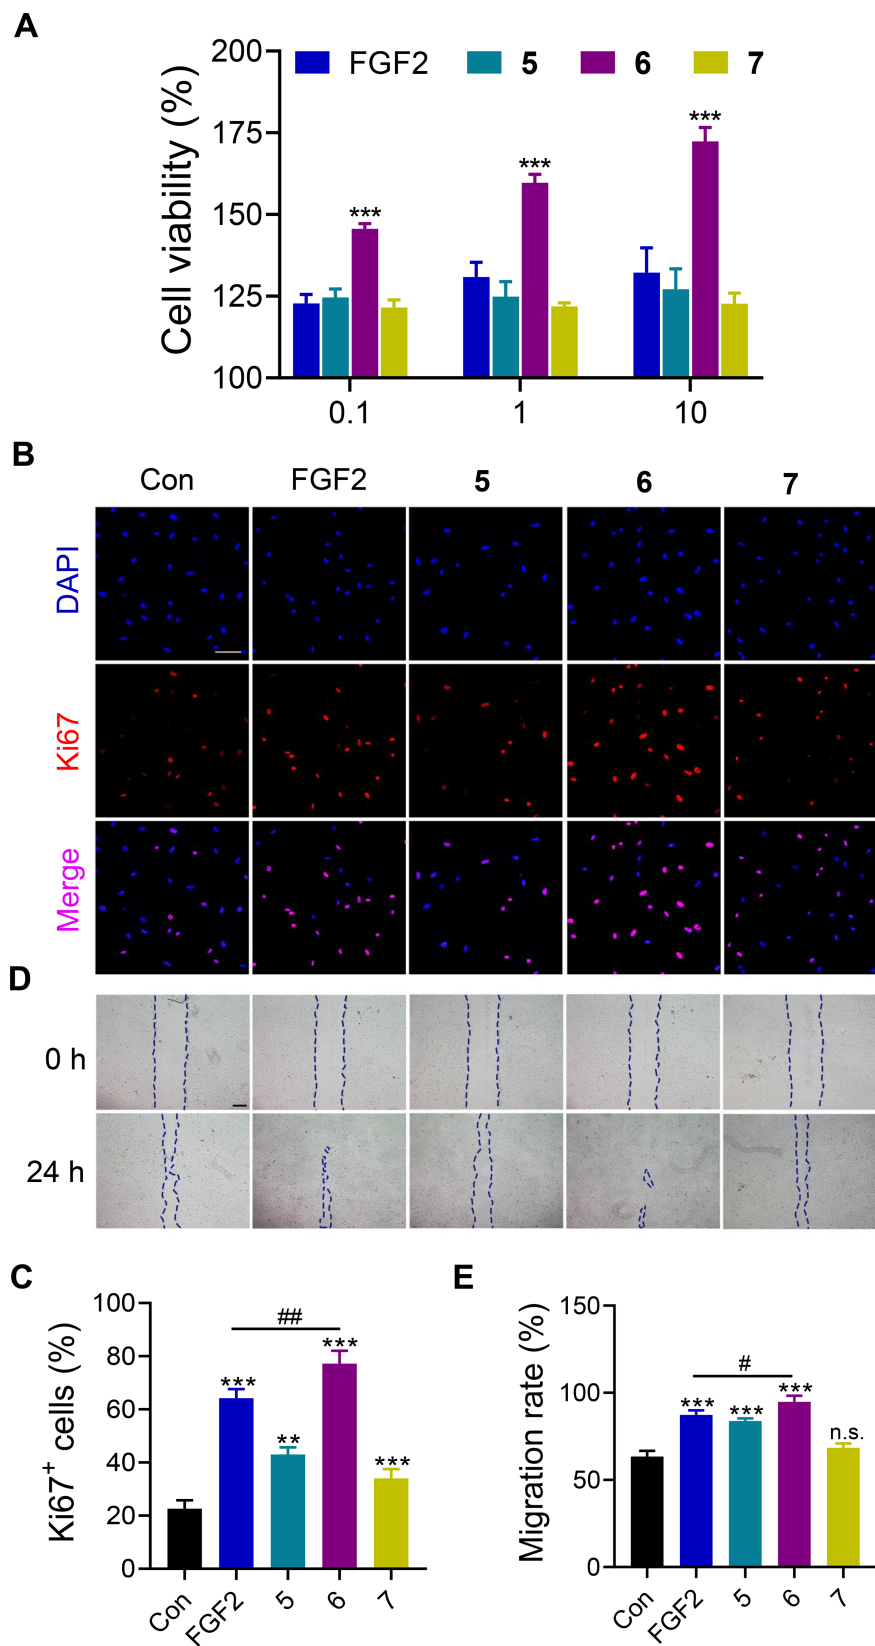 A
Cell viability (%)
200
175
150
125
100
FGF2 5 6 7
*** *** ***
0.1 1 10
B
Con FGF2 5 6 7
DAPI
Ki67
Merge
D
0 h
24 h
C
Ki67+ cells (%)
100
80
60
40
20
0
##
*** ** *** ***
Con FGF2 5 6 7
E
Migration rate (%)
150
100
50
0
#
*** *** *** n.s.
Con FGF2 5 6 7